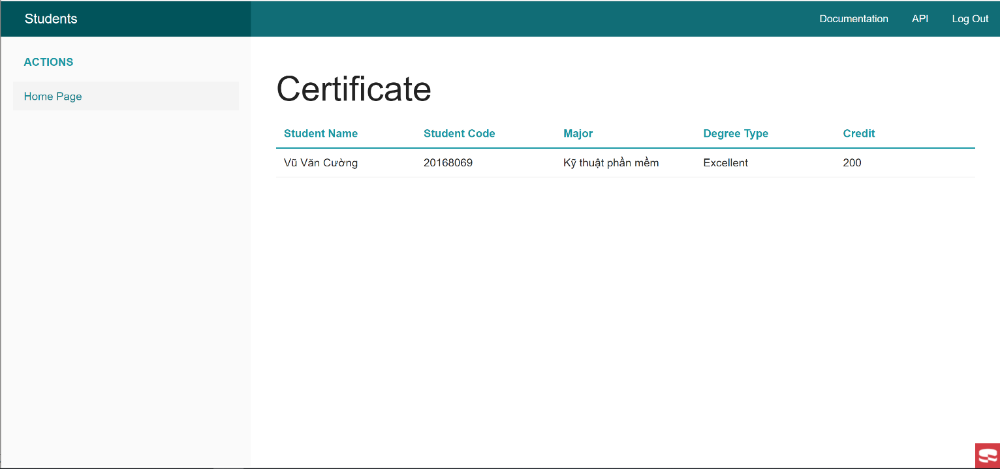 Students Documentation API Log Out
ACTIONS
Home Page
Certificate
Student Name Student Code Major Degree Type Credit
Vũ Văn Cường 20168069 Kỹ thuật phần mềm Excellent 200